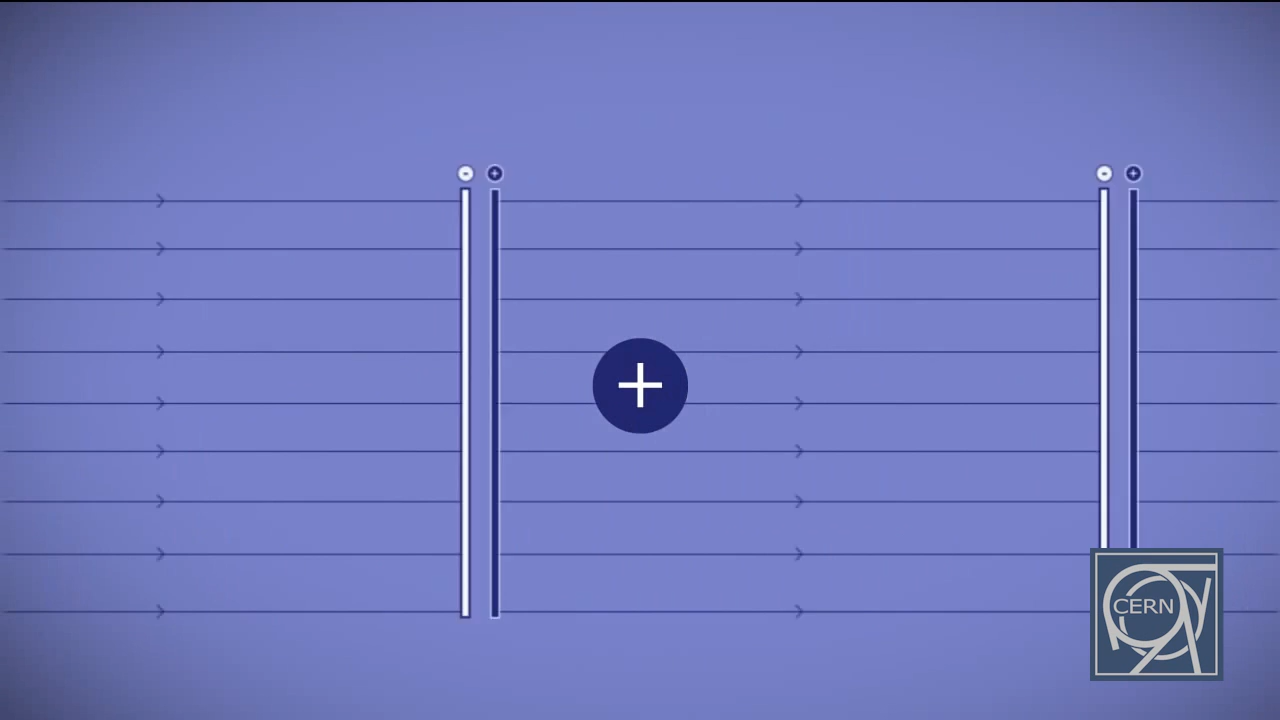 - +
- +
+
CERN